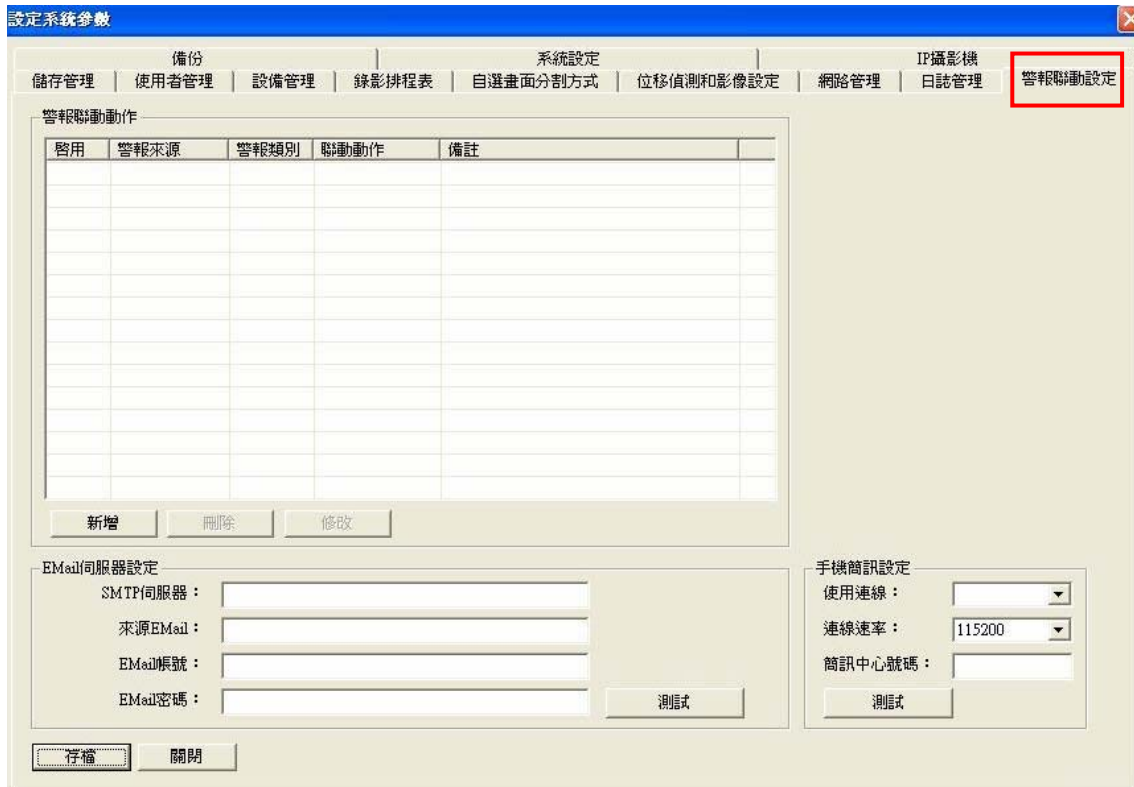 設定系統參數
備份 系統設定 IP攝影機
儲存管理 使用者管理 設備管理 錄影排程表 自選畫面分割方式 位移偵測和影像設定 網路管理 日誌管理 警報聯動設定
警報聯動動作
啓用 警報來源 警報類別 聯動動作 備註
新增 刪除 修改
EMail伺服器設定
SMTP伺服器：
來源EMail：
EMail帳號：
EMail密碼：
測試
手機簡訊設定
使用連線：
連線速率： 115200
簡訊中心號碼：
測試
存檔 關閉